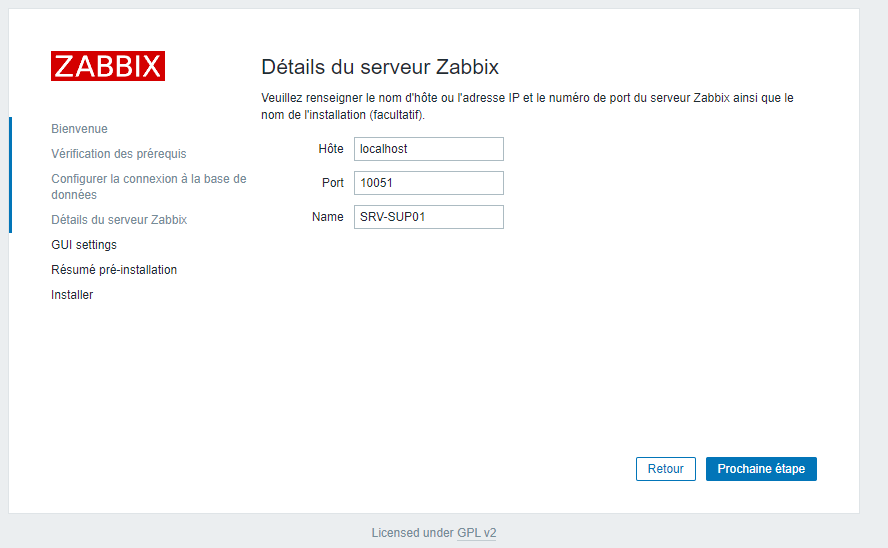 ZABBIX
Bienvenue
Vérification des prérequis
Configurer la connexion à la base de
données
Détails du serveur Zabbix
GUI settings
Résumé pré-installation
Installer
Détails du serveur Zabbix
Veuillez renseigner le nom d'hôte ou l'adresse IP et le numéro de port du serveur Zabbix ainsi que le
nom de l'installation (facultatif).
Hôte localhost
Port 10051
Name SRV-SUP01
Retour Prochaine étape
Licensed under GPL v2